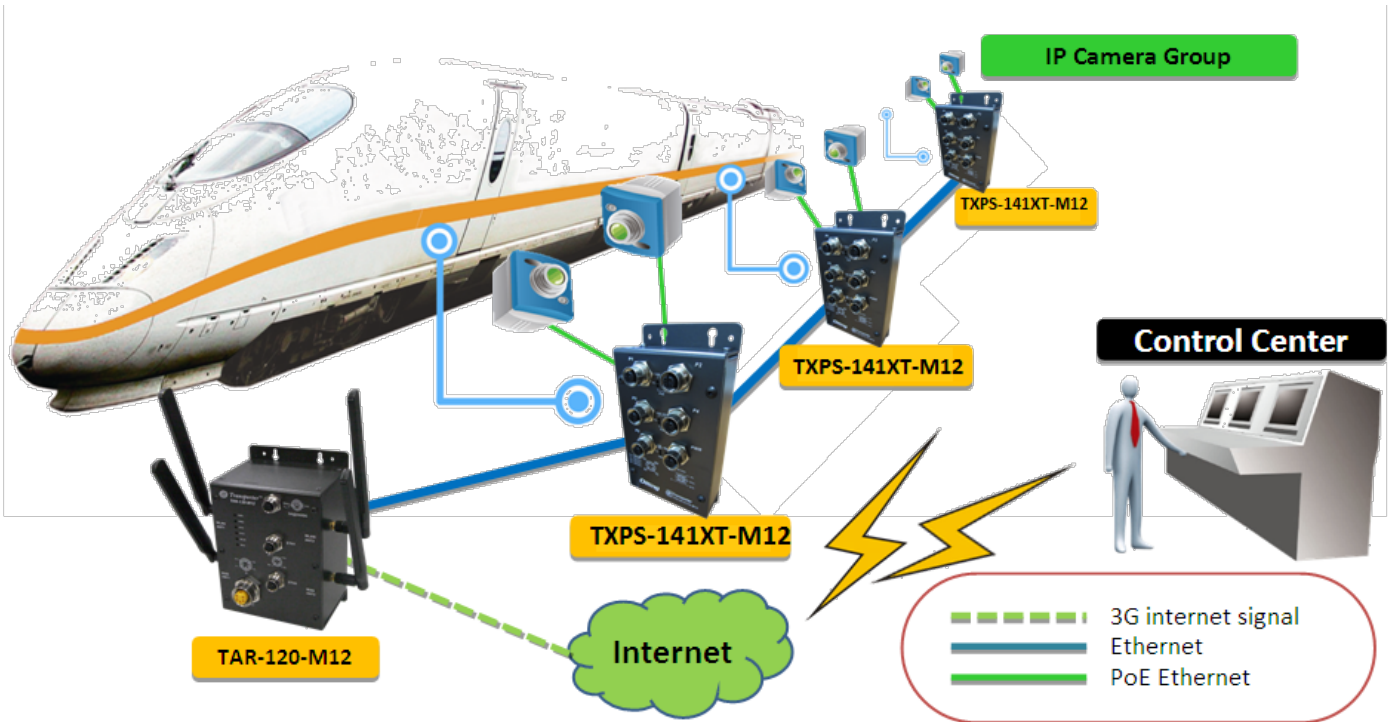 IP Camera Group
TXPS-141XT-M12
TXPS-141XT-M12
Control Center
TXPS-141XT-M12
TAR-120-M12
Internet
3G internet signal
Ethernet
PoE Ethernet